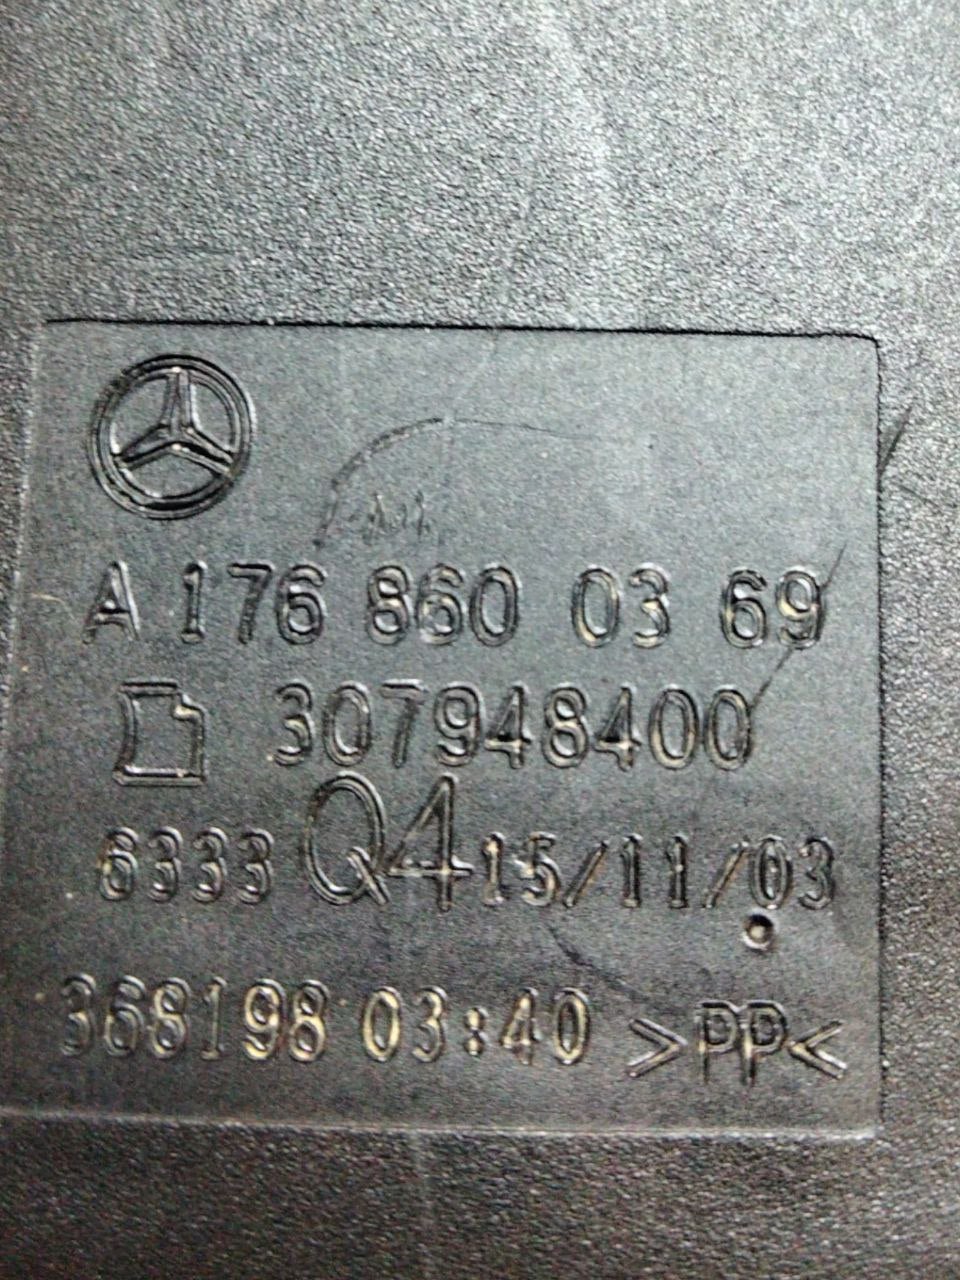 A 176 860 03 69
307948400
6333 Q4 15/11/03
368198 03:40 >PP<